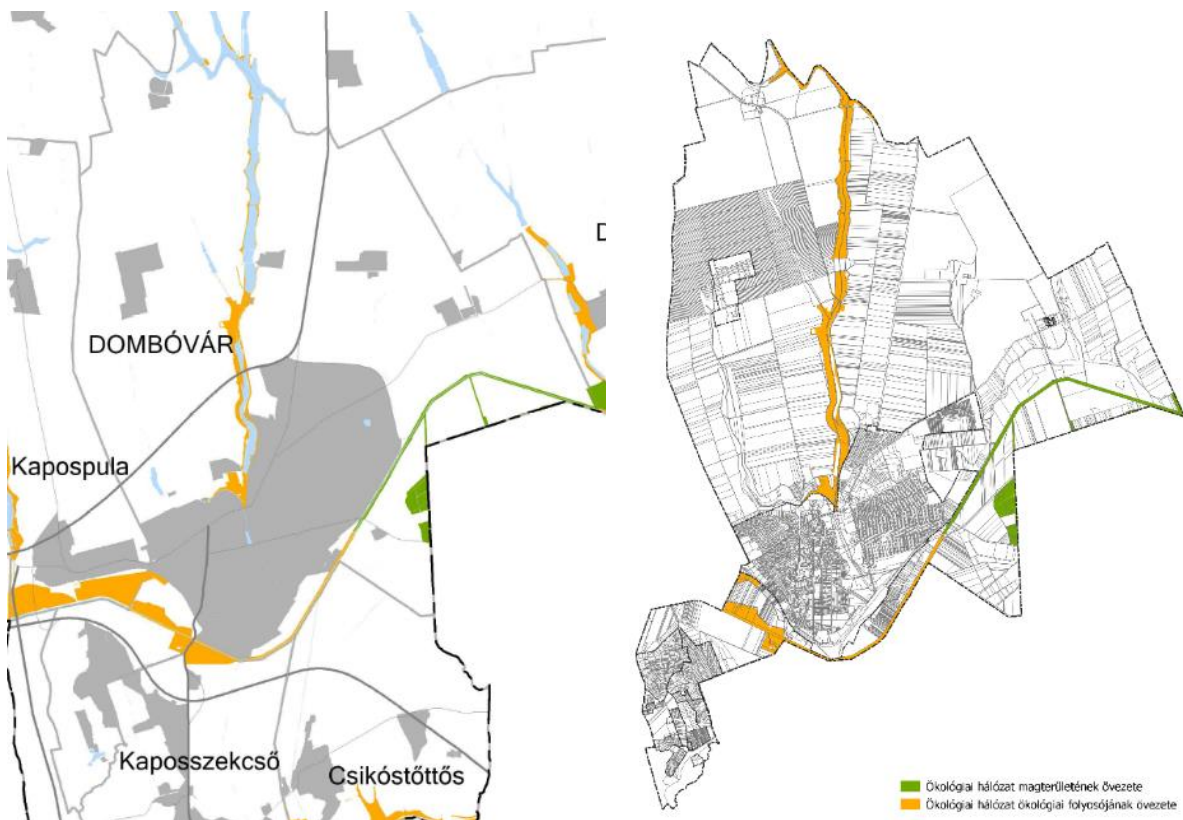 D
DOMBÓVÁR
Kapospula
Kaposszekcső
Csikóstőttős
Ökológiai hálózat magterületének övezete
Ökológiai hálózat ökológiai folyosójának övezete